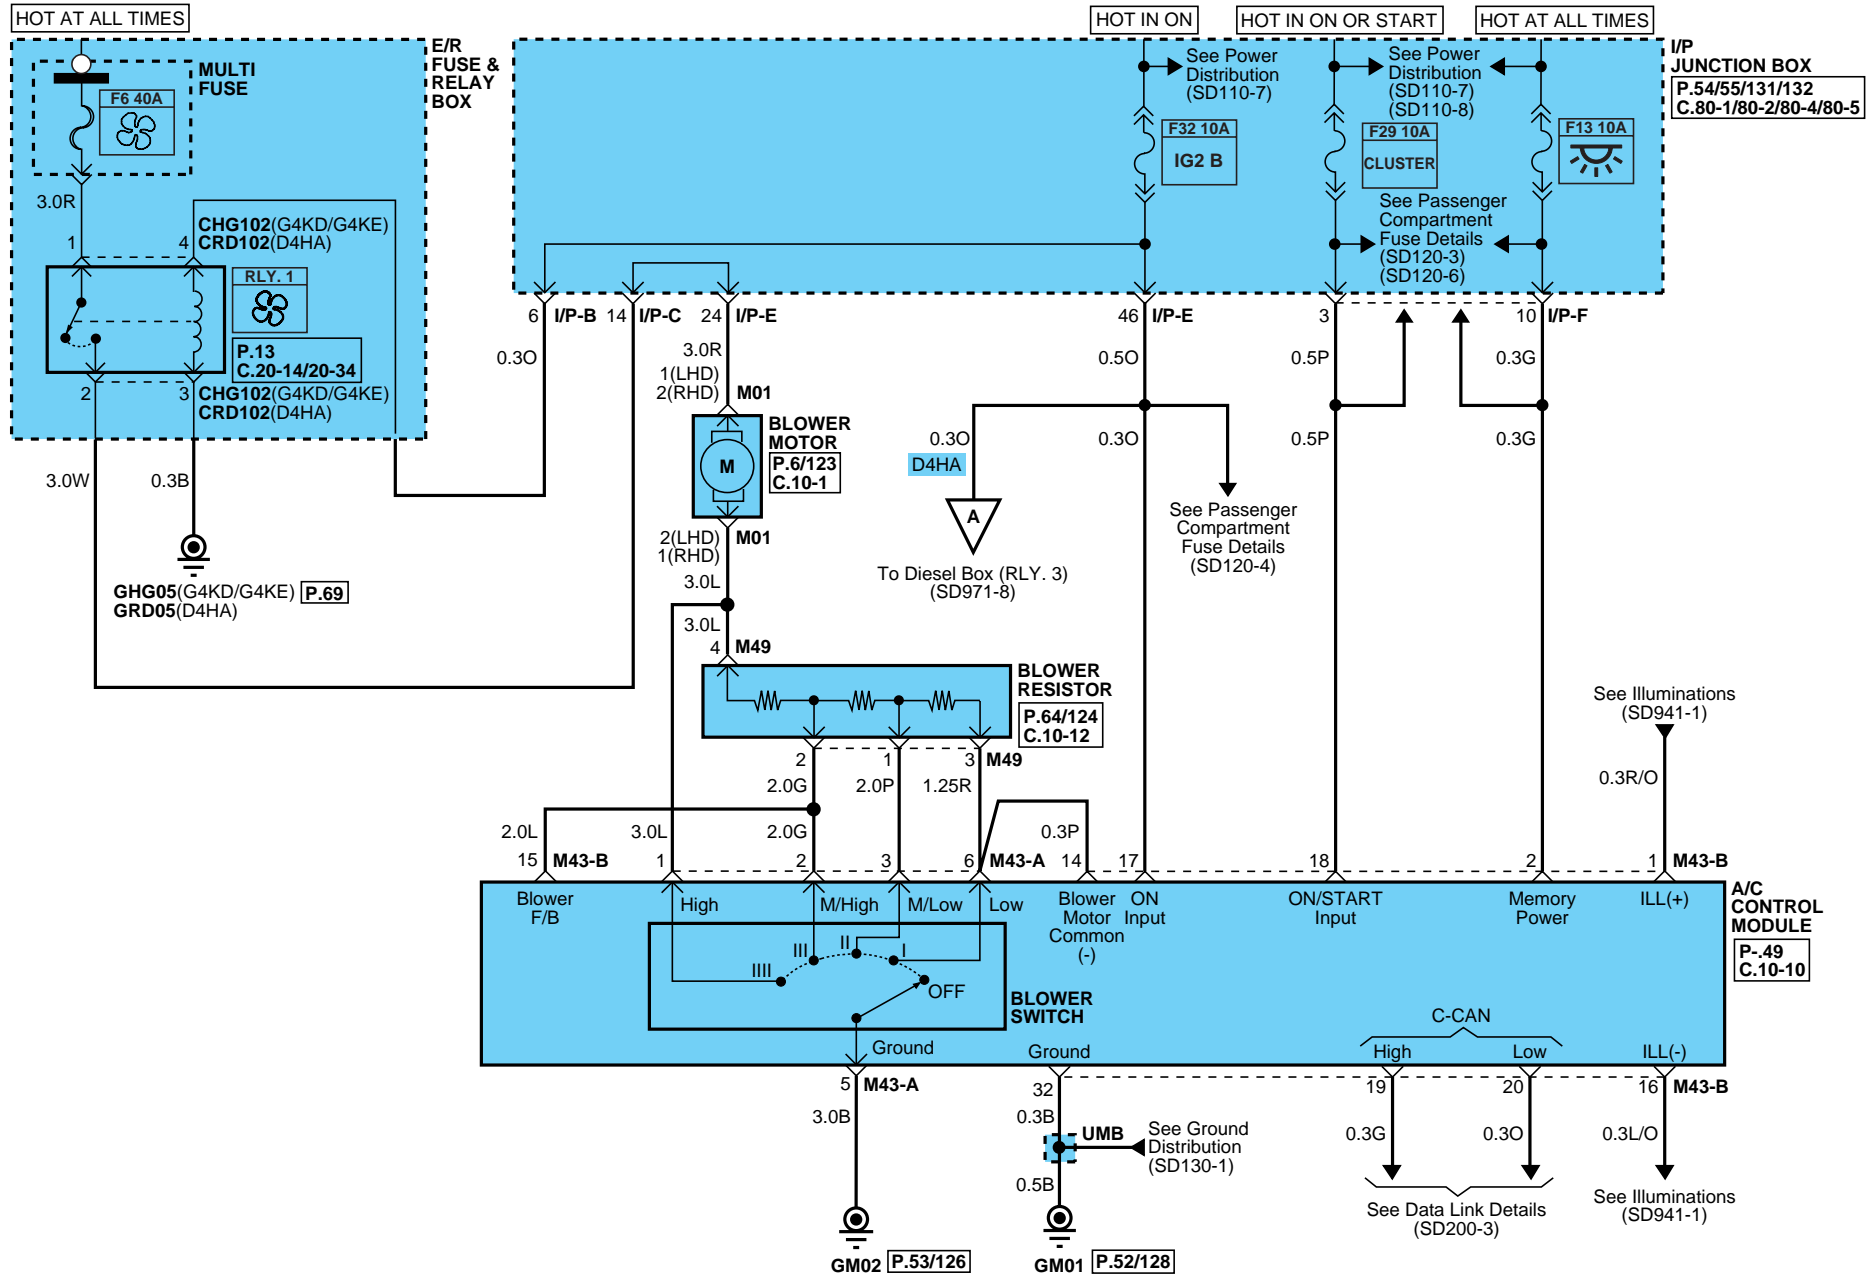 HOT AT ALL TIMES
HOT IN ON
HOT IN ON OR START
HOT AT ALL TIMES
E/R
FUSE &
RELAY
BOX
MULTI
FUSE
F6 40A
3.0R
1
4
CHG102(G4KD/G4KE)
CRD102(D4HA)
RLY. 1
P.13
C.20-14/20-34
2
3
CHG102(G4KD/G4KE)
CRD102(D4HA)
3.0W
0.3B
GHG05(G4KD/G4KE)
GRD05(D4HA)
P.69
I/P
JUNCTION BOX
P.54/55/131/132
C.80-1/80-2/80-4/80-5
See Power
Distribution
(SD110-7)
See Power
Distribution
(SD110-7)
(SD110-8)
F32 10A
IG2 B
F29 10A
CLUSTER
F13 10A
See Passenger
Compartment
Fuse Details
(SD120-3)
(SD120-6)
6
I/P-B
14
I/P-C
24
I/P-E
46
I/P-E
3
10
I/P-F
0.3O
3.0R
0.5O
0.5P
0.3G
1(LHD)
2(RHD)
M01
BLOWER
MOTOR
P.6/123
C.10-1
M
2(LHD)
1(RHD)
M01
3.0L
3.0L
4
M49
0.3O
D4HA
A
To Diesel Box (RLY. 3)
(SD971-8)
0.3O
See Passenger
Compartment
Fuse Details
(SD120-4)
0.5P
0.3G
BLOWER
RESISTOR
P.64/124
C.10-12
2
1
3
M49
2.0G
2.0P
1.25R
See Illuminations
(SD941-1)
0.3R/O
2.0L
3.0L
2.0G
0.3P
15
M43-B
1
2
3
6
M43-A
14
17
18
2
1
M43-B
Blower
F/B
High
M/High
M/Low
Low
Blower
Motor
Common
(-)
ON
Input
ON/START
Input
Memory
Power
ILL(+)
A/C
CONTROL
MODULE
P-.49
C.10-10
IIII
III
II
I
OFF
BLOWER
SWITCH
Ground
Ground
C-CAN
High
Low
ILL(-)
5
M43-A
32
19
20
16
M43-B
3.0B
0.3B
UMB
See Ground
Distribution
(SD130-1)
0.5B
0.3G
0.3O
0.3L/O
See Data Link Details
(SD200-3)
See Illuminations
(SD941-1)
GM02
P.53/126
GM01
P.52/128